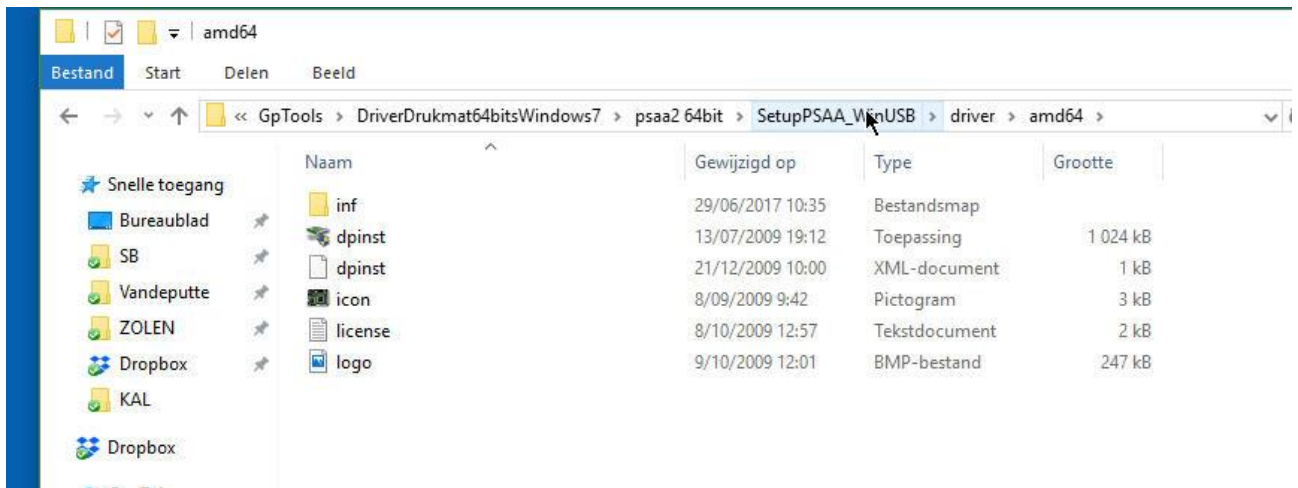 amd64
Bestand Start Delen Beeld
« GpTools › DriverDrukmat64bitsWindows7 › psaa2 64bit › SetupPSAA_WinUSB › driver › amd64 ›
Naam Gewijzigd op Type Grootte
Snelle toegang
Bureaublad
SB
Vandeputte
ZOLEN
Dropbox
KAL
Dropbox
inf 29/06/2017 10:35 Bestandsmap
dpinst 13/07/2009 19:12 Toepassing 1 024 kB
dpinst 21/12/2009 10:00 XML-document 1 kB
icon 8/09/2009 9:42 Pictogram 3 kB
license 8/10/2009 12:57 Tekstdocument 2 kB
logo 9/10/2009 12:01 BMP-bestand 247 kB